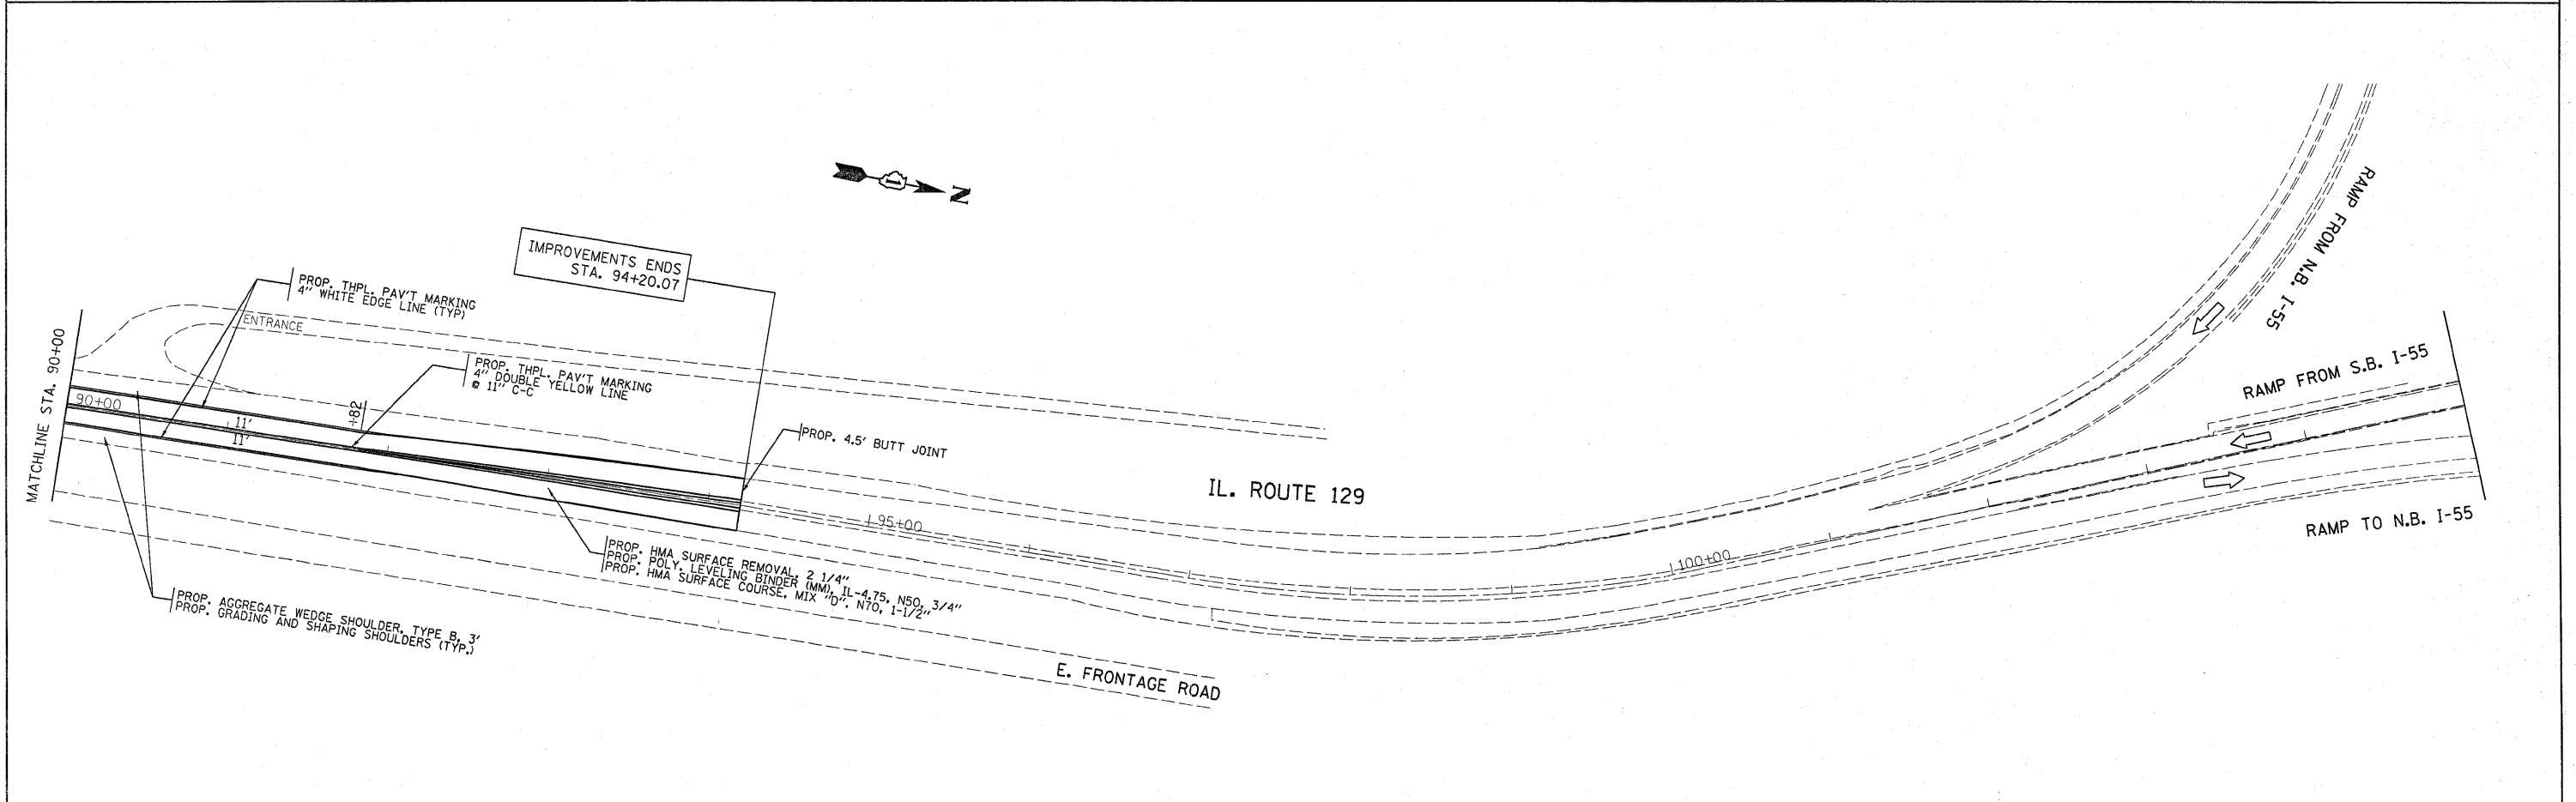 RAMP FROM N.B. I-55
N
IMPROVEMENTS ENDS
STA. 94+20.07
PROP. THPL. PAV'T MARKING
4" WHITE EDGE LINE (TYP)
ENTRANCE
MATCHLINE STA. 90+00
90+00
11'
11'
+82
PROP. THPL. PAV'T MARKING
4" DOUBLE YELLOW LINE
@ 11" C-C
PROP. 4.5' BUTT JOINT
RAMP FROM S.B. I-55
IL. ROUTE 129
95+00
100+00
RAMP TO N.B. I-55
PROP. HMA SURFACE REMOVAL, 2 1/4"
PROP. POLY. LEVELING BINDER (MM), IL-4.75, N50, 3/4"
PROP. HMA SURFACE COURSE, MIX "D", N70, 1-1/2"
PROP. AGGREGATE WEDGE SHOULDER, TYPE B, 3'
PROP. GRADING AND SHAPING SHOULDERS (TYP.)
E. FRONTAGE ROAD